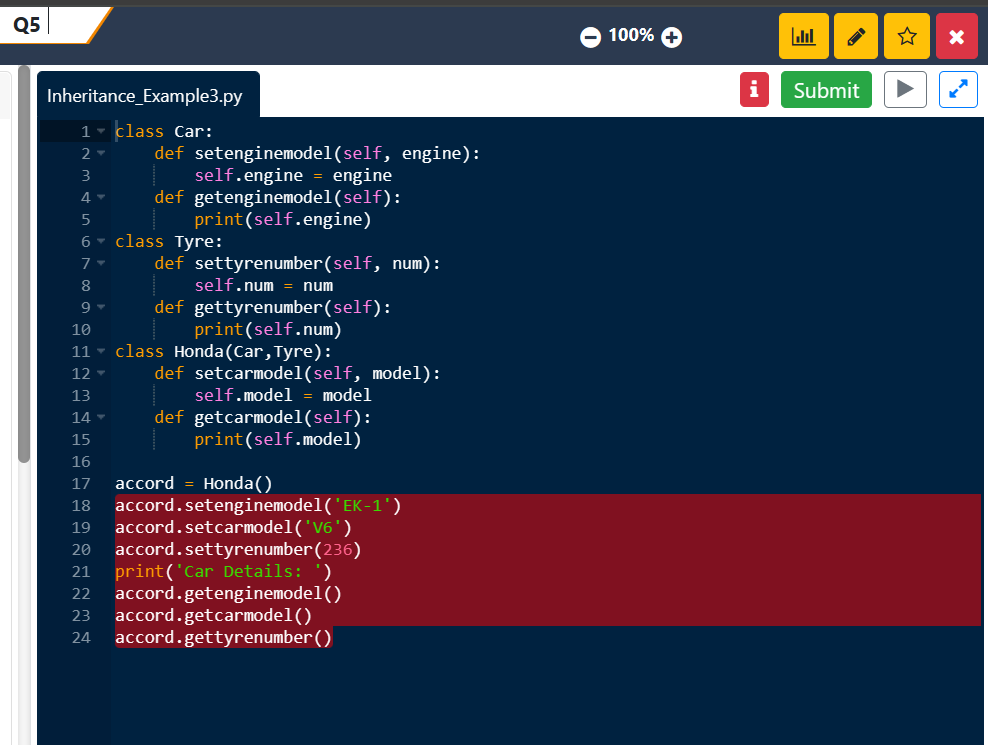 Q5
100%
Inheritance_Example3.py
Submit
1 class Car:
2     def setenginemodel(self, engine):
3         self.engine = engine
4     def getenginemodel(self):
5         print(self.engine)
6 class Tyre:
7     def settyrenumber(self, num):
8         self.num = num
9     def gettyrenumber(self):
10         print(self.num)
11 class Honda(Car,Tyre):
12     def setcarmodel(self, model):
13         self.model = model
14     def getcarmodel(self):
15         print(self.model)
16
17 accord = Honda()
18 accord.setenginemodel('EK-1')
19 accord.setcarmodel('V6')
20 accord.settyrenumber(236)
21 print('Car Details: ')
22 accord.getenginemodel()
23 accord.getcarmodel()
24 accord.gettyrenumber()